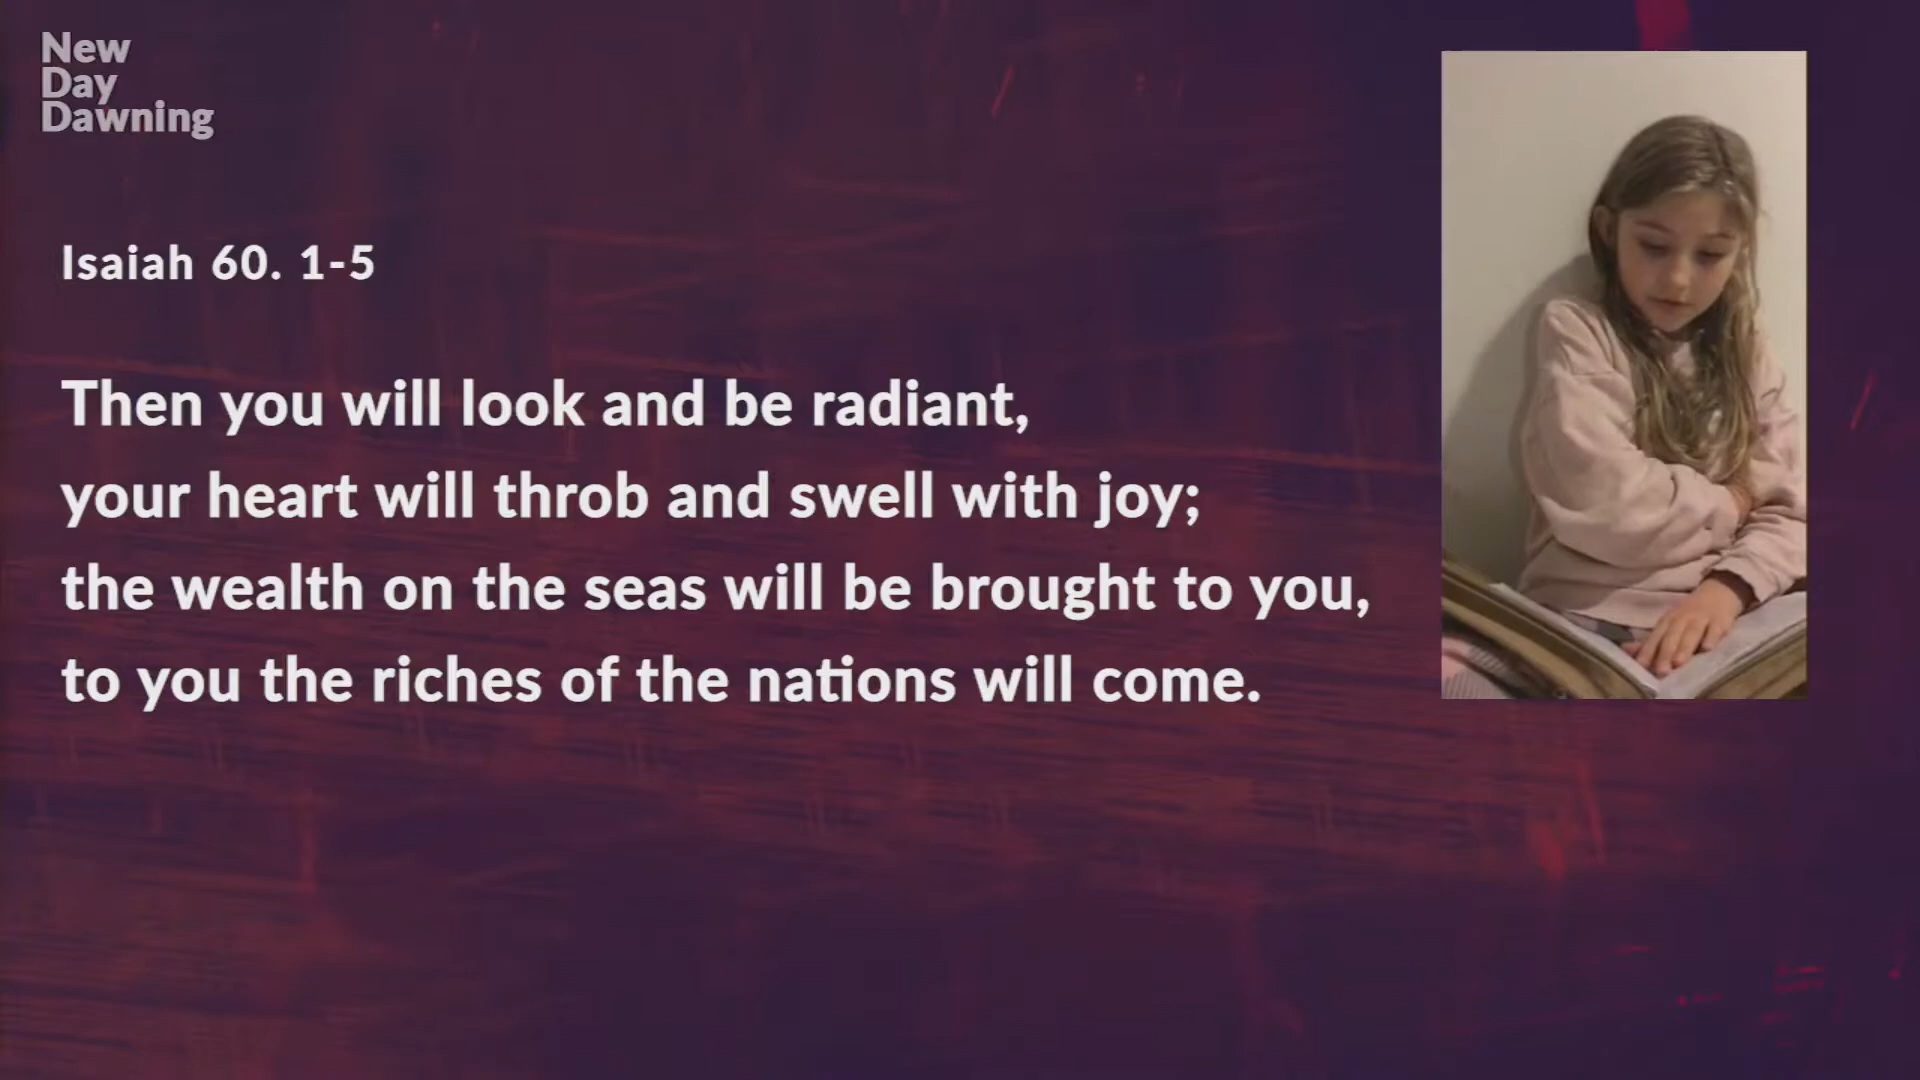 New
Day
Dawning
Isaiah 60. 1-5
Then you will look and be radiant,
your heart will throb and swell with joy;
the wealth on the seas will be brought to you,
to you the riches of the nations will come.